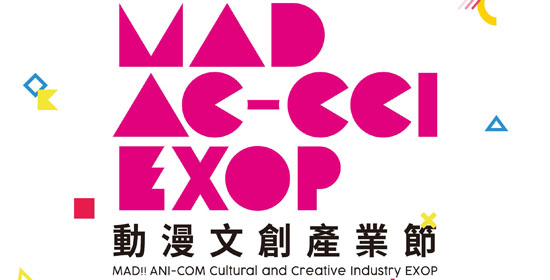 MAD
AC-CCI
EXOP
動漫文創產業節
MAD!! ANI-COM Cultural and Creative Industry EXOP